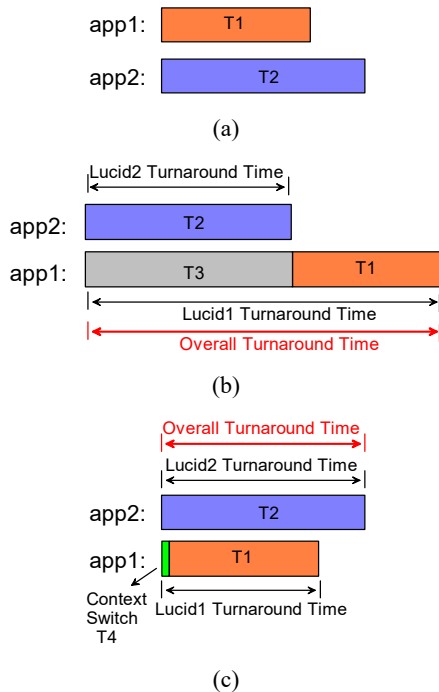 app1: T1
app2: T2
(a)
Lucid2 Turnaround Time
app2: T2
app1: T3 T1
Lucid1 Turnaround Time
Overall Turnaround Time
(b)
Overall Turnaround Time
Lucid2 Turnaround Time
app2: T2
app1: T1
Context
Switch
T4
Lucid1 Turnaround Time
(c)